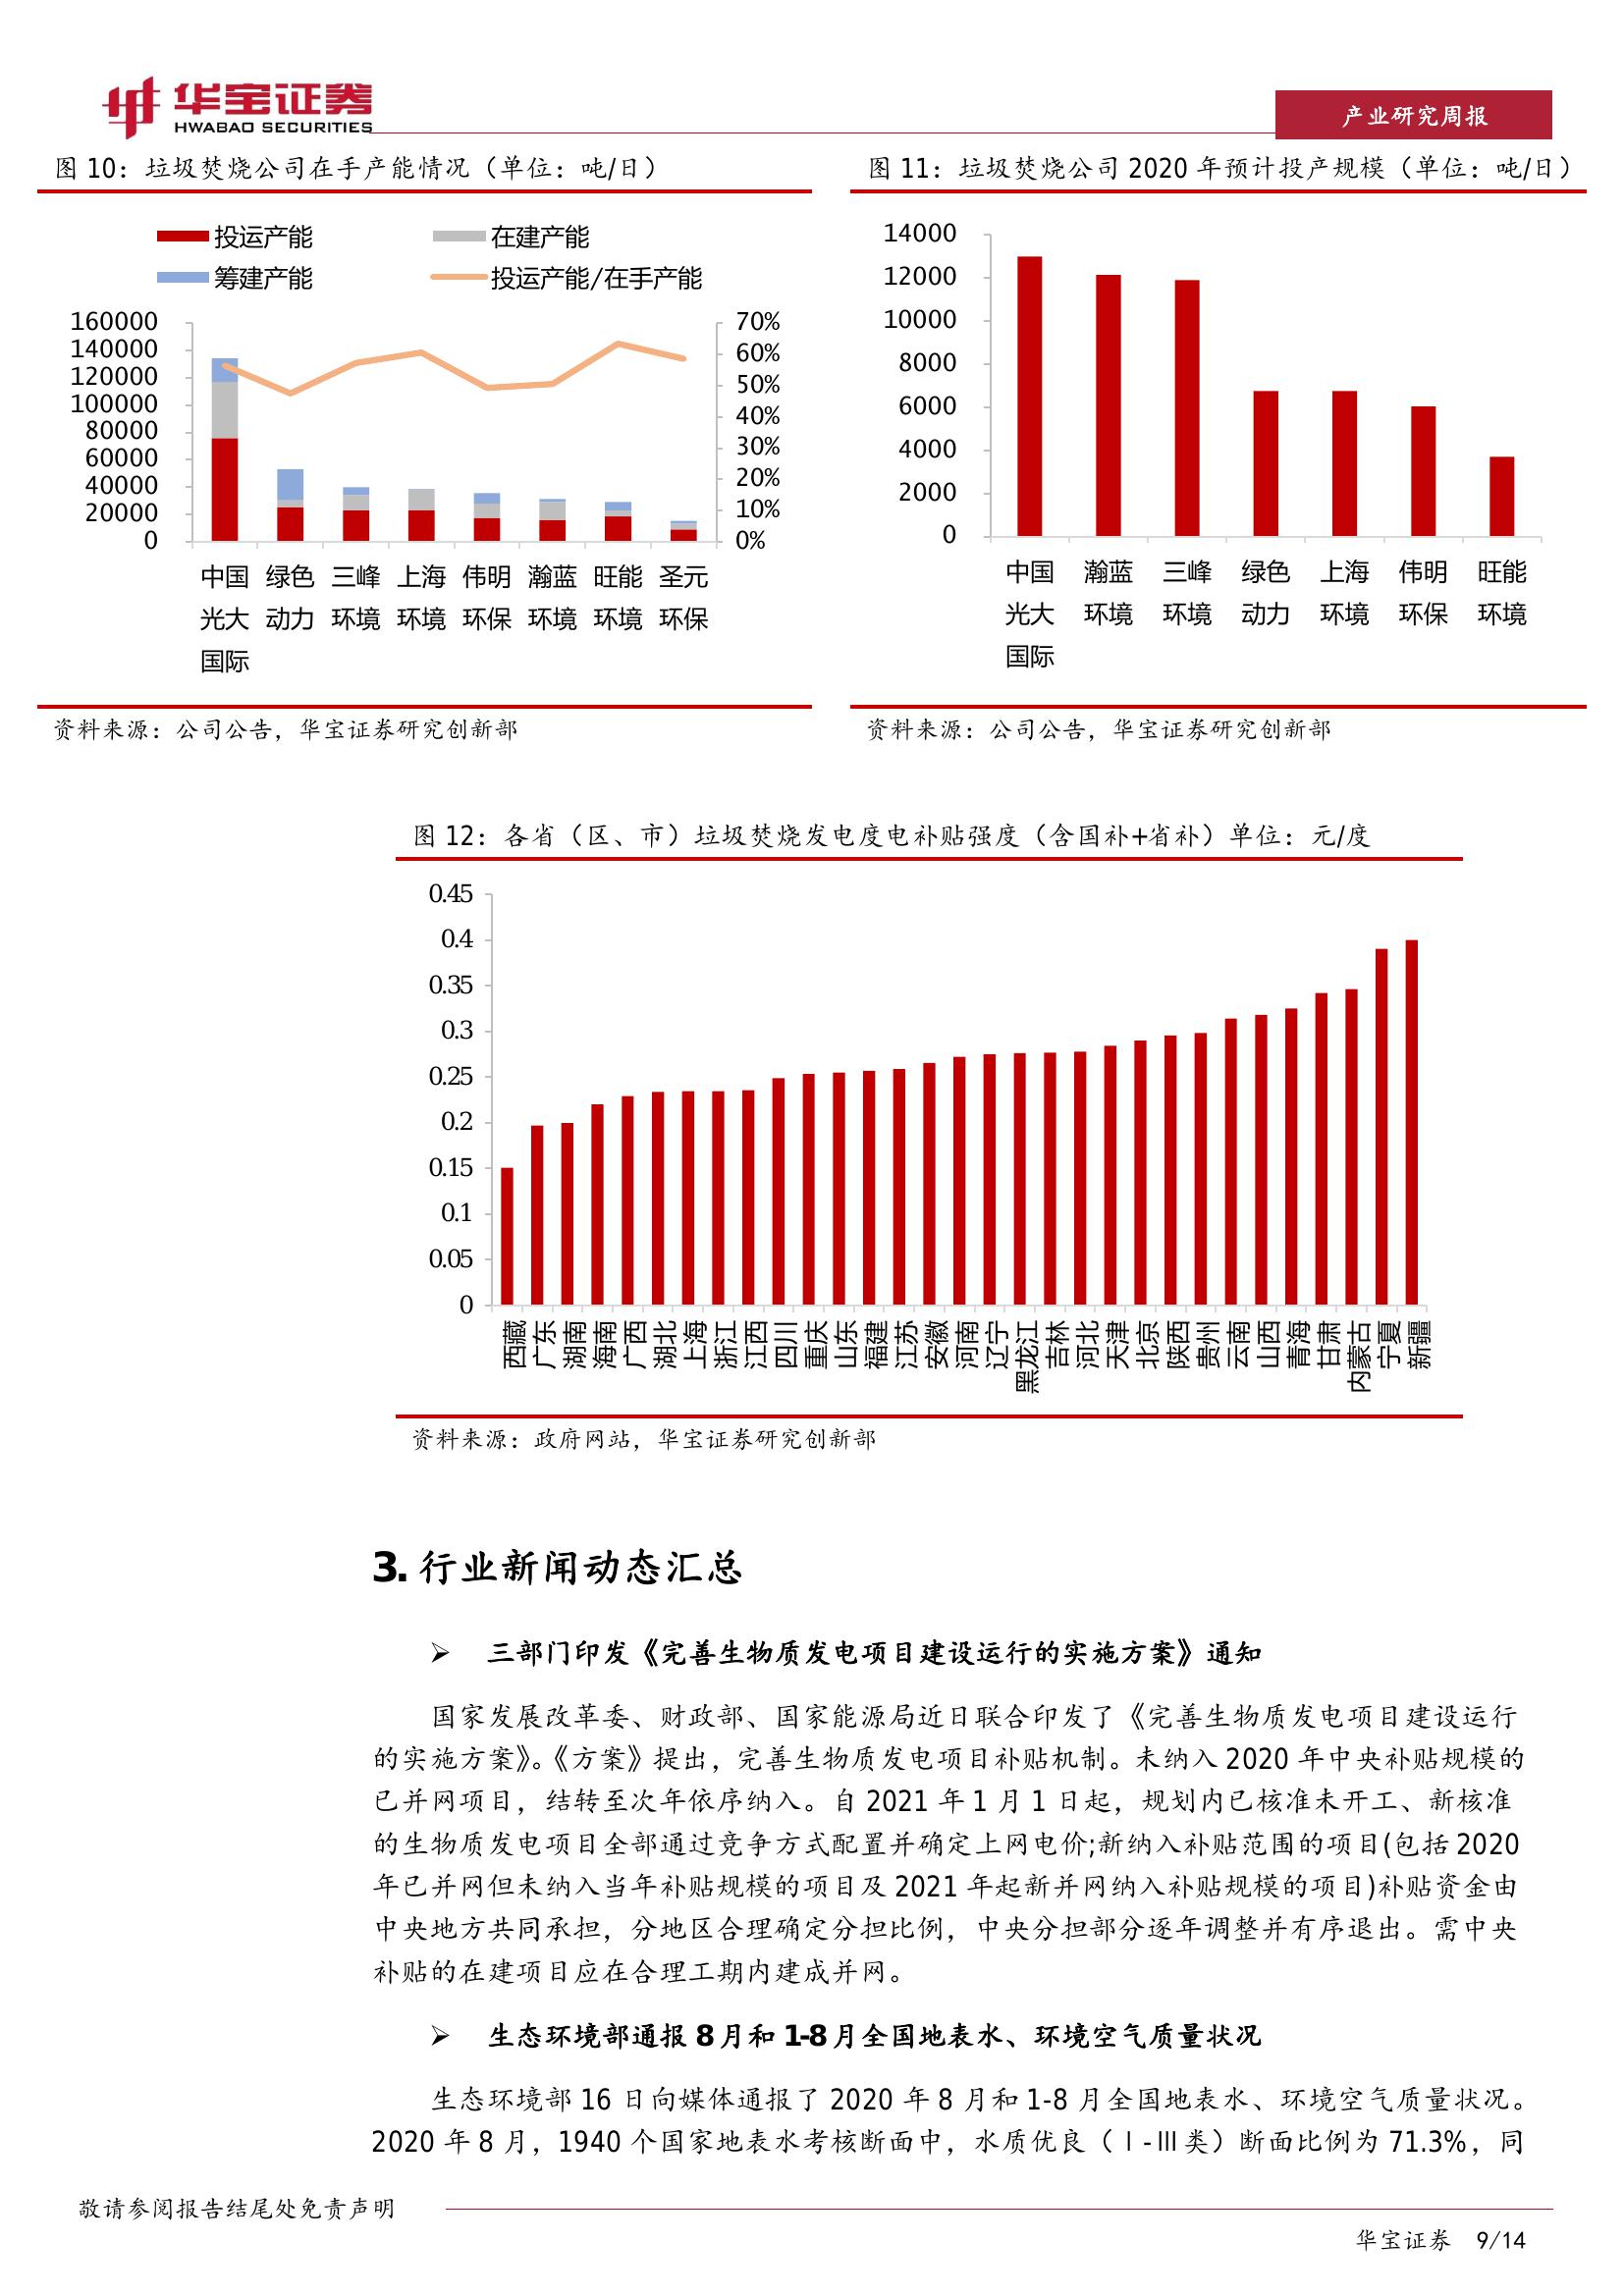 华宝证券
HWABAO SECURITIES
产业研究周报
图 10：垃圾焚烧公司在手产能情况（单位：吨/日）
投运产能
在建产能
筹建产能
投运产能/在手产能
160000
140000
120000
100000
80000
60000
40000
20000
0
70%
60%
50%
40%
30%
20%
10%
0%
中国光大国际
绿色动力
三峰环境
上海环境
伟明环保
瀚蓝环境
旺能环境
圣元环保
资料来源：公司公告，华宝证券研究创新部
图 11：垃圾焚烧公司 2020 年预计投产规模（单位：吨/日）
14000
12000
10000
8000
6000
4000
2000
0
中国光大国际
瀚蓝环境
三峰环境
绿色动力
上海环境
伟明环保
旺能环境
资料来源：公司公告，华宝证券研究创新部
图 12：各省（区、市）垃圾焚烧发电度电补贴强度（含国补+省补）单位：元/度
0.45
0.4
0.35
0.3
0.25
0.2
0.15
0.1
0.05
0
西藏
广东
湖南
海南
广西
湖北
上海
浙江
江西
四川
重庆
山东
福建
江苏
安徽
河南
辽宁
黑龙江
吉林
河北
天津
北京
陕西
贵州
云南
山西
青海
甘肃
内蒙古
宁夏
新疆
资料来源：政府网站，华宝证券研究创新部
3. 行业新闻动态汇总
➢ 三部门印发《完善生物质发电项目建设运行的实施方案》通知
国家发展改革委、财政部、国家能源局近日联合印发了《完善生物质发电项目建设运行
的实施方案》。《方案》提出，完善生物质发电项目补贴机制。未纳入 2020 年中央补贴规模的
已并网项目，结转至次年依序纳入。自 2021 年 1 月 1 日起，规划内已核准未开工、新核准
的生物质发电项目全部通过竞争方式配置并确定上网电价;新纳入补贴范围的项目(包括 2020
年已并网但未纳入当年补贴规模的项目及 2021 年起新并网纳入补贴规模的项目)补贴资金由
中央地方共同承担，分地区合理确定分担比例，中央分担部分逐年调整并有序退出。需中央
补贴的在建项目应在合理工期内建成并网。
➢ 生态环境部通报 8 月和 1-8 月全国地表水、环境空气质量状况
生态环境部 16 日向媒体通报了 2020 年 8 月和 1-8 月全国地表水、环境空气质量状况。
2020 年 8 月，1940 个国家地表水考核断面中，水质优良（Ⅰ-Ⅲ类）断面比例为 71.3%，同
敬请参阅报告结尾处免责声明
华宝证券 9/14